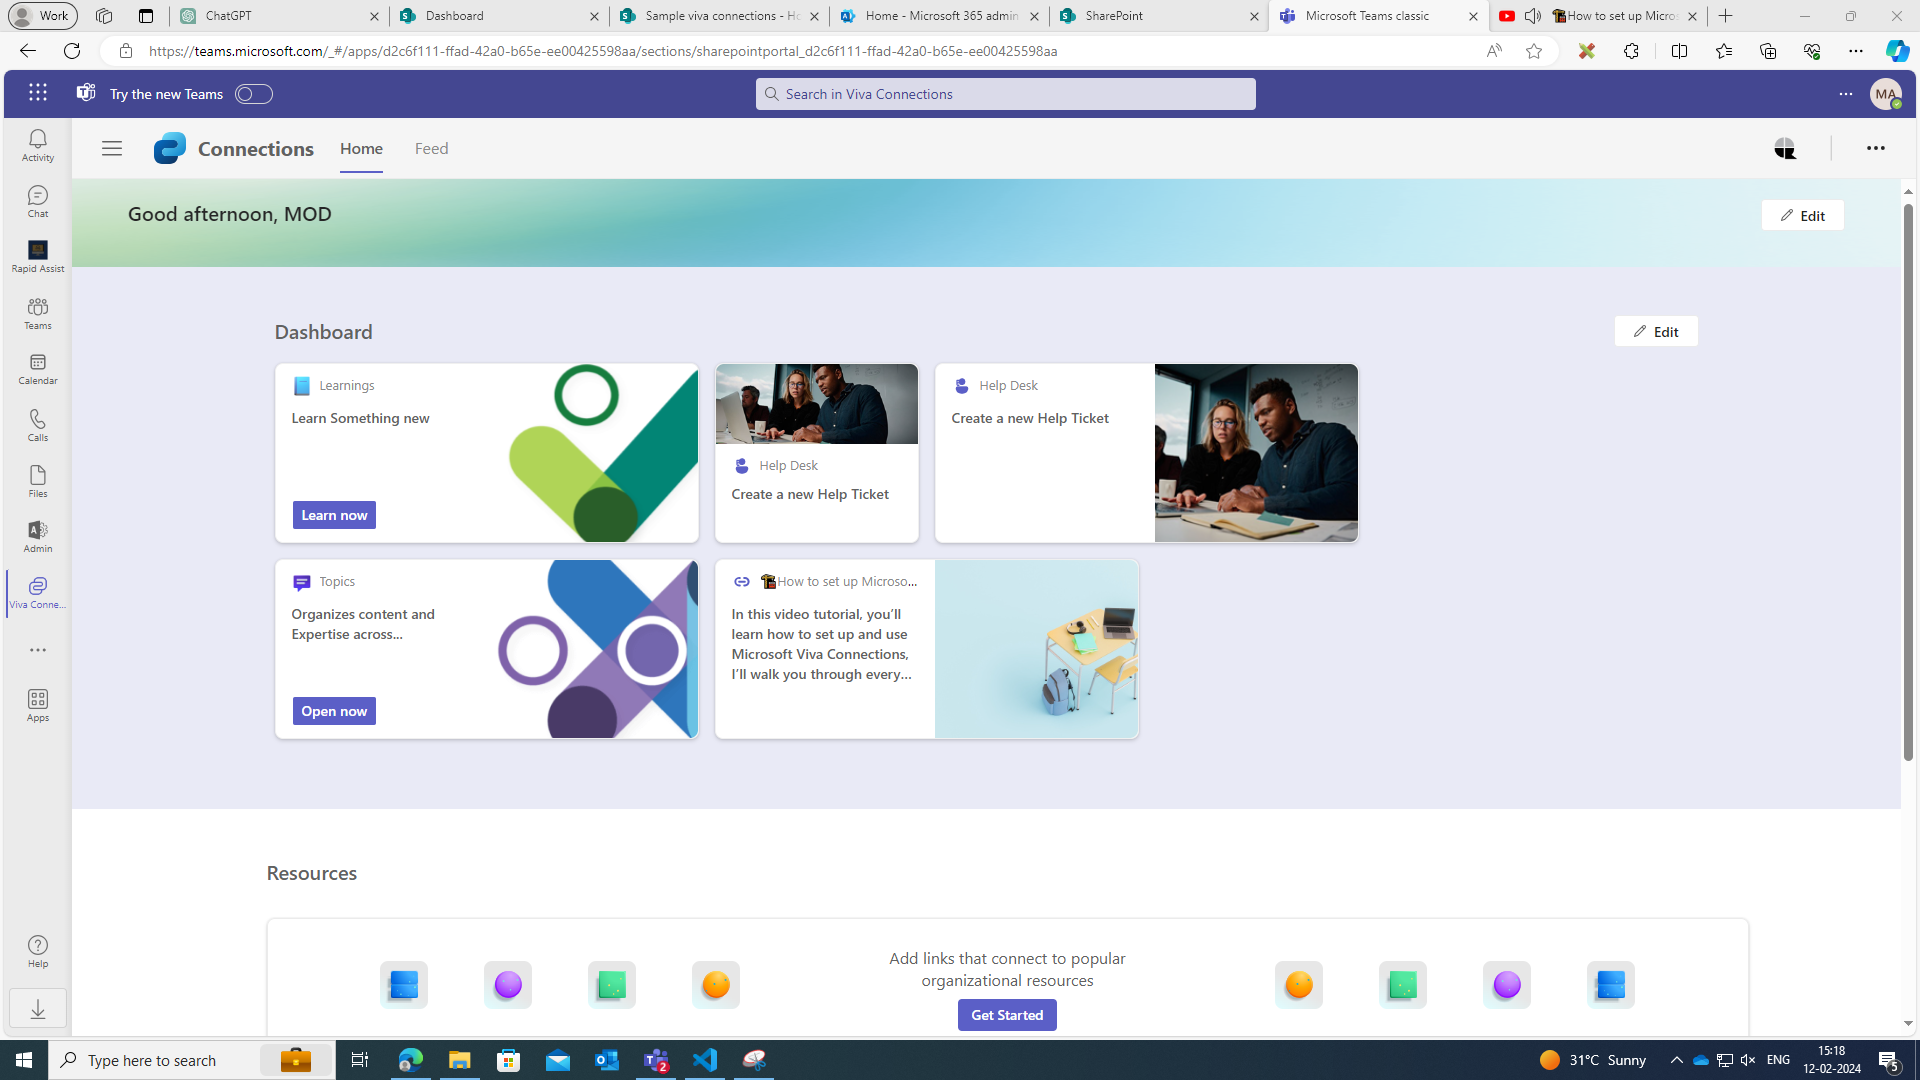 Work
ChatGPT
Dashboard
Sample viva connections - Ho
Home - Microsoft 365 admin
SharePoint
Microsoft Teams classic
How to set up Micros
https://teams.microsoft.com/_#/apps/d2c6f111-ffad-42a0-b65e-ee00425598aa/sections/sharepointportal_d2c6f111-ffad-42a0-b65e-ee00425598aa
Try the new Teams
Search in Viva Connections
MA
Activity
Chat
Rapid Assist
Teams
Calendar
Calls
Files
Admin
Viva Conne...
Apps
Help
Connections
Home
Feed
Good afternoon, MOD
Edit
Dashboard
Edit
Learnings
Learn Something new
Learn now
Help Desk
Create a new Help Ticket
Help Desk
Create a new Help Ticket
Topics
Organizes content and
Expertise across...
Open now
How to set up Microso...
In this video tutorial, you’ll
learn how to set up and use
Microsoft Viva Connections,
I’ll walk you through every...
Resources
Add links that connect to popular
organizational resources
Get Started
Type here to search
2
31°C Sunny
ENG
15:18
12-02-2024
5